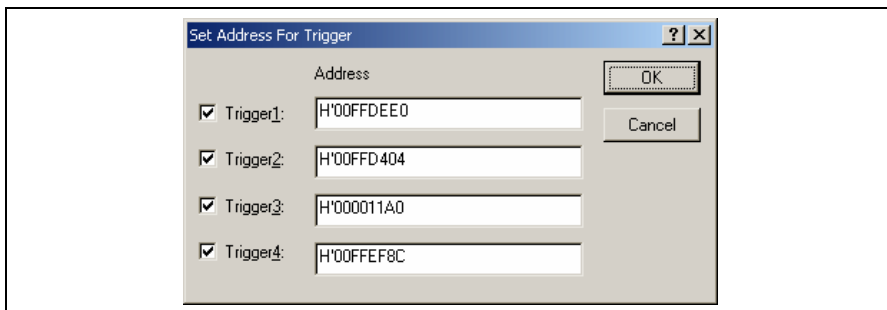 Set Address For Trigger
Address
OK
Trigger1: H'00FFDEE0
Cancel
Trigger2: H'00FFD404
Trigger3: H'000011A0
Trigger4: H'00FFEF8C